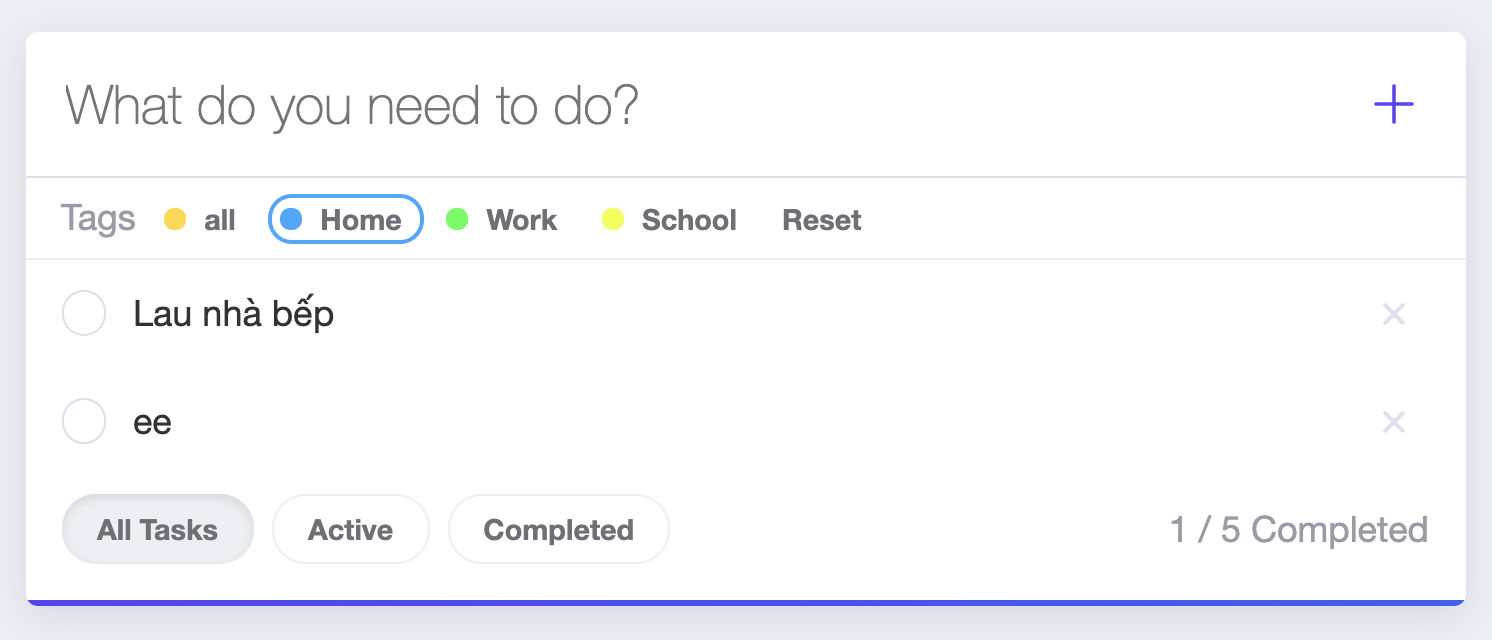 What do you need to do?
Tags all Home Work School Reset
Lau nhà bếp
ee
All Tasks Active Completed 1 / 5 Completed